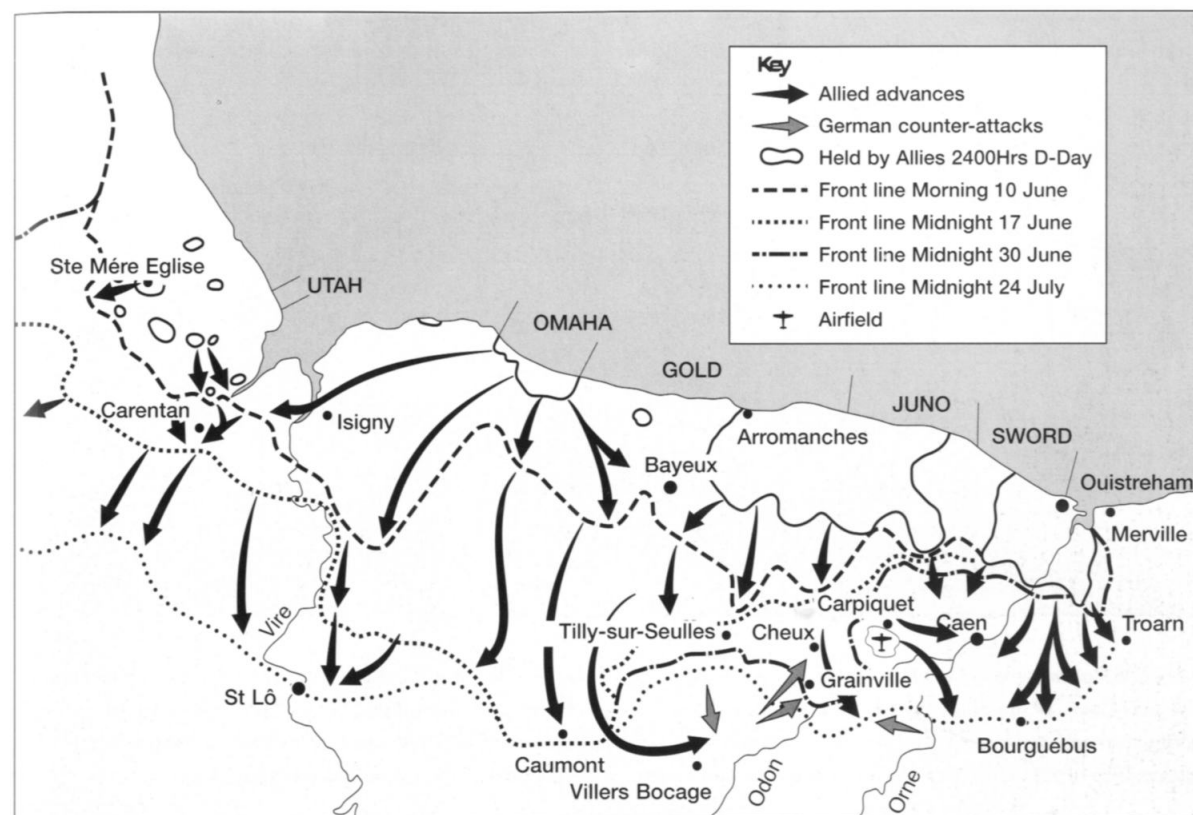 Key
Allied advances
German counter-attacks
Held by Allies 2400Hrs D-Day
Front line Morning 10 June
Front line Midnight 17 June
Front line Midnight 30 June
Front line Midnight 24 July
Airfield
Ste Mére Eglise
UTAH
OMAHA
GOLD
JUNO
SWORD
Carentan
Isigny
Arromanches
Bayeux
Ouistreham
Merville
Carpiquet
Tilly-sur-Seulles
Cheux
Caen
Troarn
Vire
Grainville
St Lô
Bourguébus
Caumont
Villers Bocage
Odon
Orne